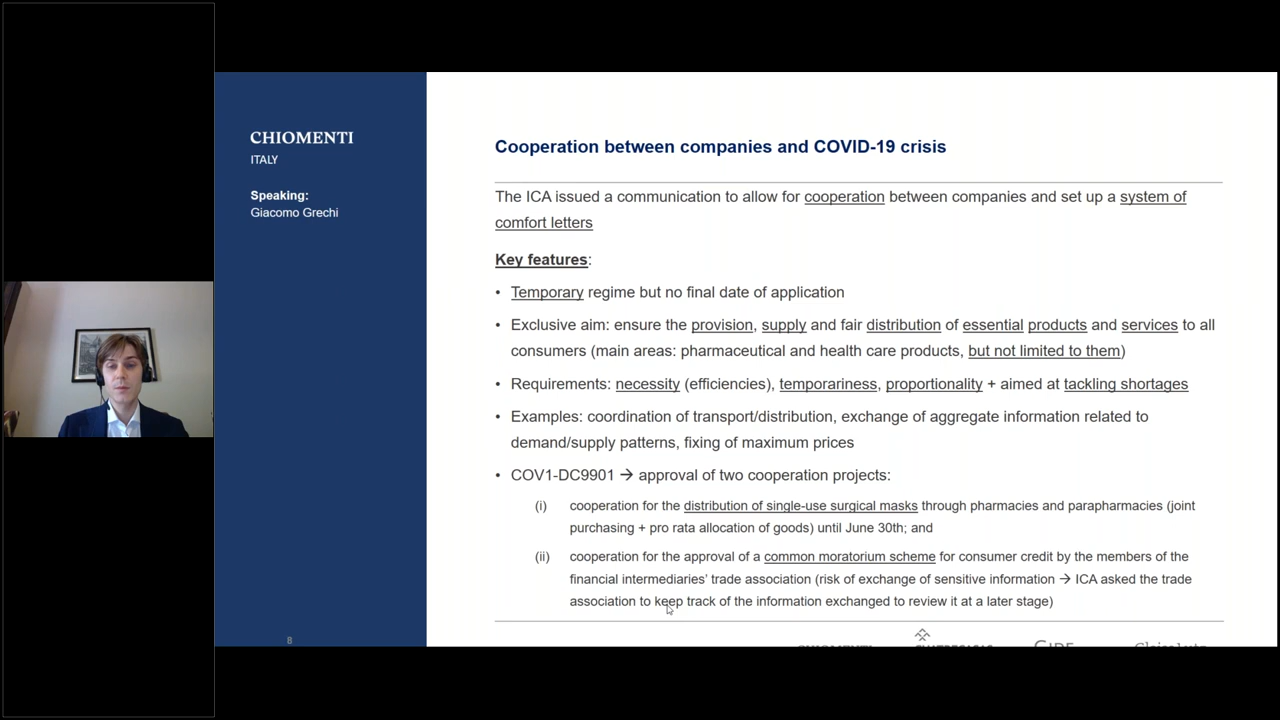 CHIOMENTI
ITALY
Speaking:
Giacomo Grechi
Cooperation between companies and COVID-19 crisis
The ICA issued a communication to allow for cooperation between companies and set up a system of
comfort letters
Key features:
• Temporary regime but no final date of application
• Exclusive aim: ensure the provision, supply and fair distribution of essential products and services to all
consumers (main areas: pharmaceutical and health care products, but not limited to them)
• Requirements: necessity (efficiencies), temporariness, proportionality + aimed at tackling shortages
• Examples: coordination of transport/distribution, exchange of aggregate information related to
demand/supply patterns, fixing of maximum prices
• COV1-DC9901 → approval of two cooperation projects:
(i) cooperation for the distribution of single-use surgical masks through pharmacies and parapharmacies (joint
purchasing + pro rata allocation of goods) until June 30th; and
(ii) cooperation for the approval of a common moratorium scheme for consumer credit by the members of the
financial intermediaries' trade association (risk of exchange of sensitive information → ICA asked the trade
association to keep track of the information exchanged to review it at a later stage)
8